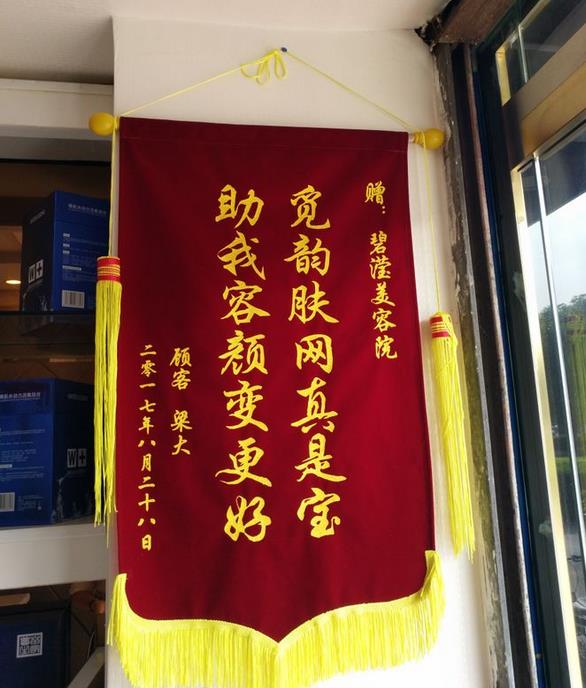 赠：碧滢美容院
觅韵肤网真是宝
助我容颜变更好
顾客 梁大
二零一七年八月二十八日
W+
W+